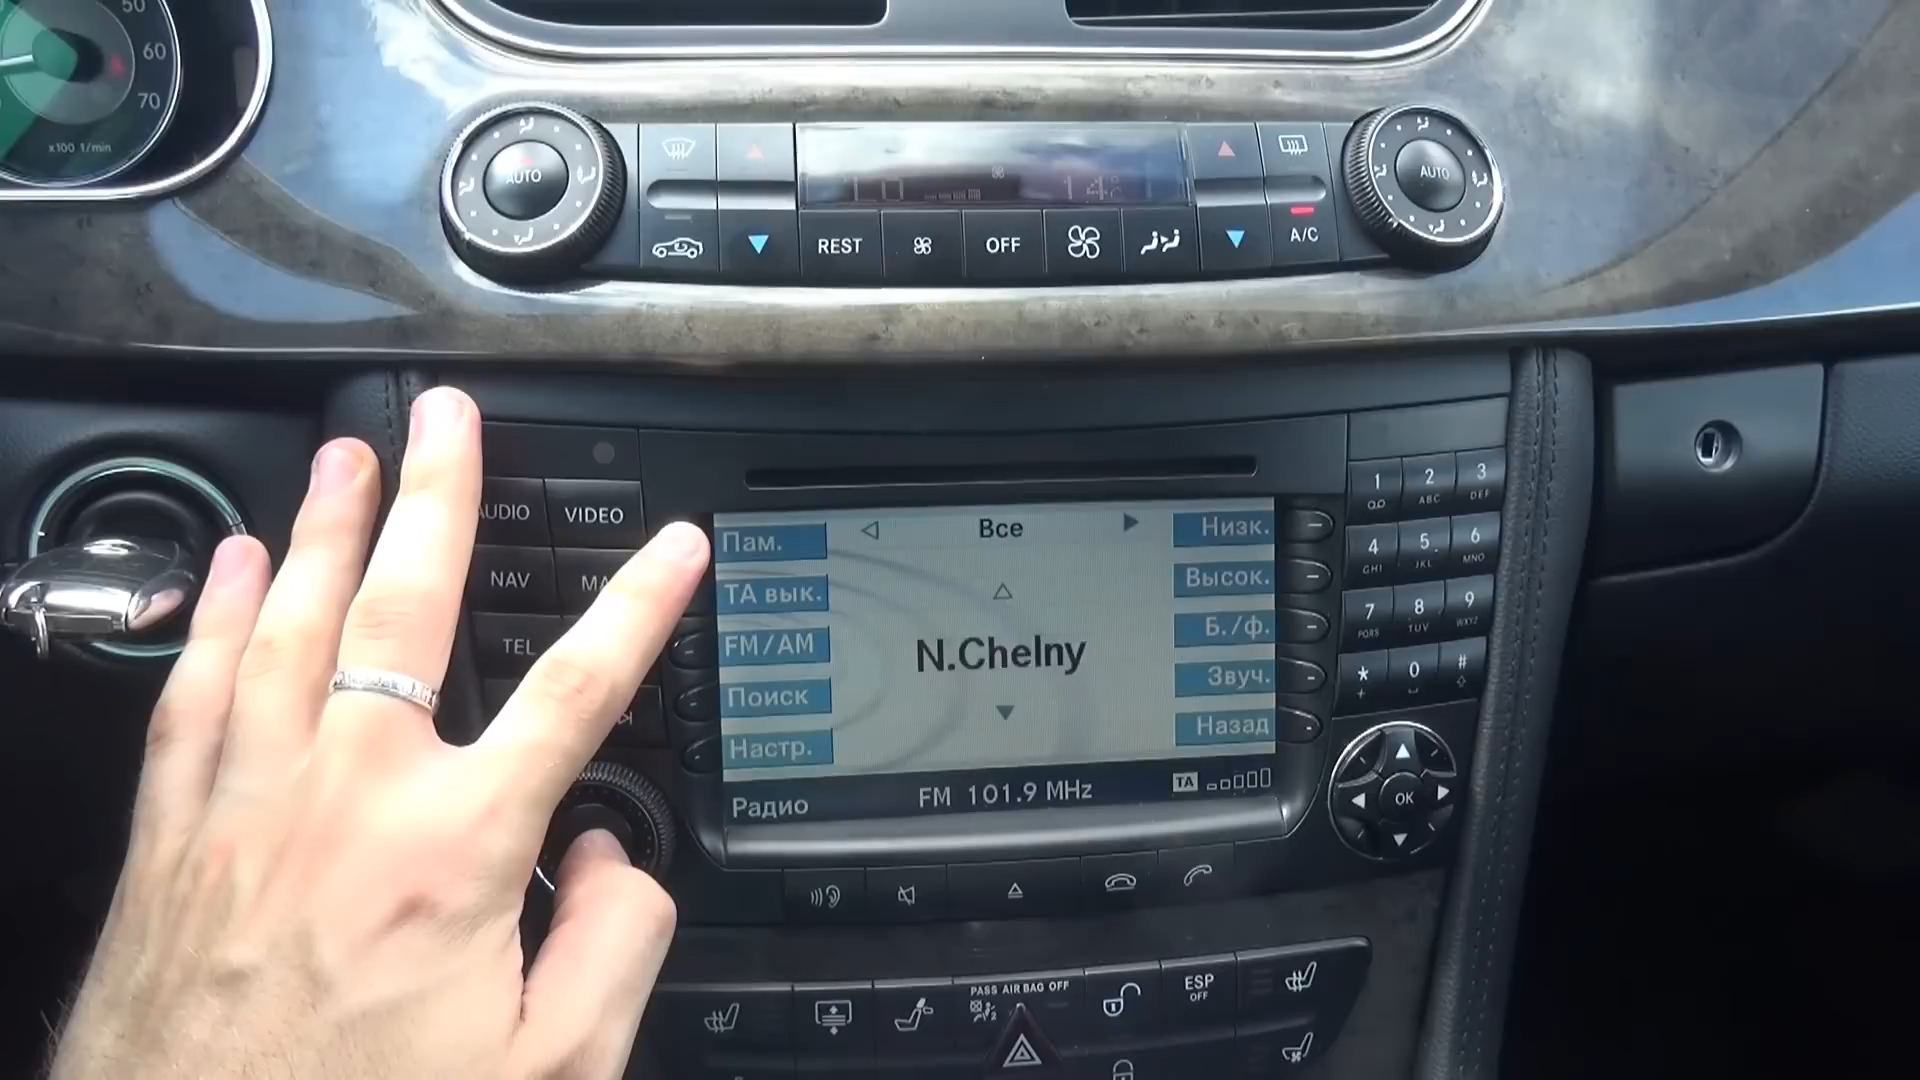 50
60
70
x100 1/min
AUTO
REST
OFF
A/C
AUTO
VIDEO
NAV
TEL
Пам.
ТА вык.
FM/AM
Поиск
Настр.
Все
N.Chelny
Низк.
Высок.
Б./ф.
Звуч.
Назад
Радио
FM 101.9 MHz
TA
1
2 ABC
3 DEF
4 GHI
5 JKL
6 MNO
7 PQRS
8 TUV
9 WXYZ
* +
0
#
OK
PASS AIR BAG OFF
ESP
OFF